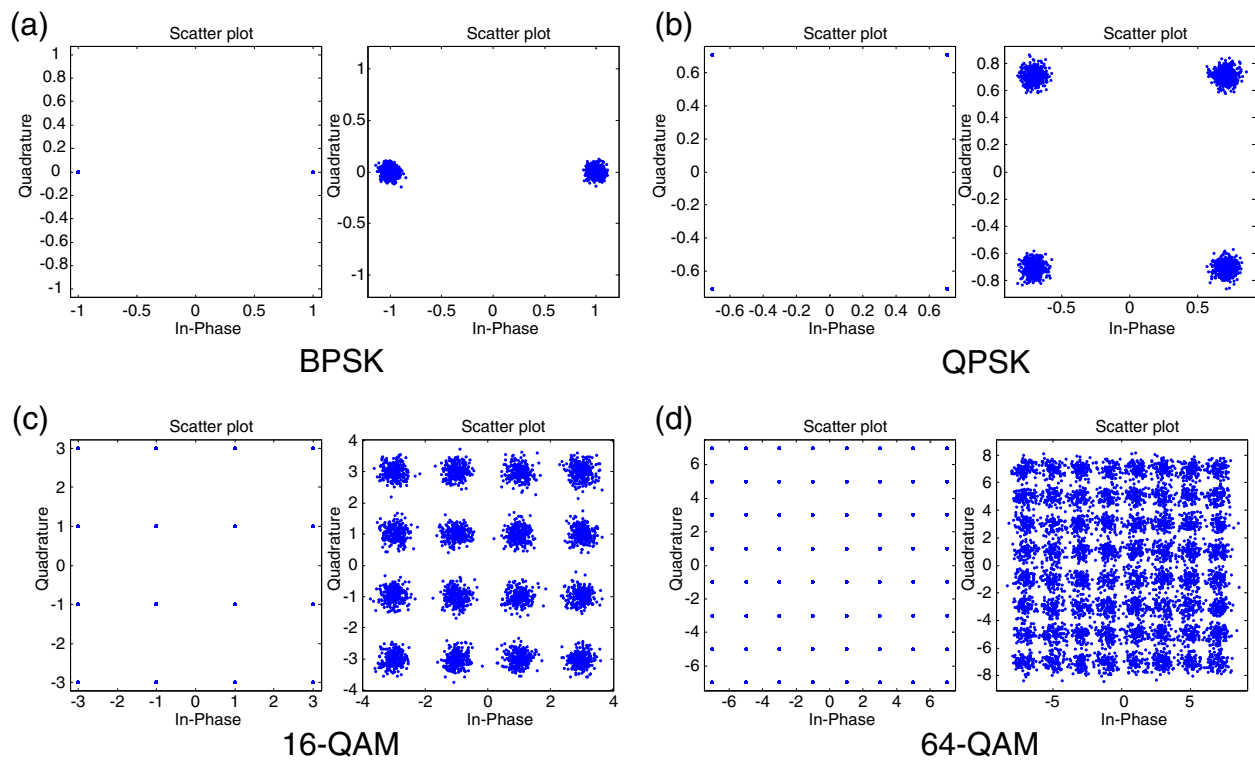 (a)
Scatter plot
Quadrature
1
0.8
0.6
0.4
0.2
0
-0.2
-0.4
-0.6
-0.8
-1
-1 -0.5 0 0.5 1
In-Phase
Scatter plot
Quadrature
1
0.5
0
-0.5
-1
-1 -0.5 0 0.5 1
In-Phase
BPSK
(b)
Scatter plot
Quadrature
0.6
0.4
0.2
0
-0.2
-0.4
-0.6
-0.6 -0.4 -0.2 0 0.2 0.4 0.6
In-Phase
Scatter plot
Quadrature
0.8
0.6
0.4
0.2
0
-0.2
-0.4
-0.6
-0.8
-0.5 0 0.5
In-Phase
QPSK
(c)
Scatter plot
Quadrature
3
2
1
0
-1
-2
-3
-3 -2 -1 0 1 2 3
In-Phase
Scatter plot
Quadrature
4
3
2
1
0
-1
-2
-3
-4
-4 -2 0 2 4
In-Phase
16-QAM
(d)
Scatter plot
Quadrature
6
4
2
0
-2
-4
-6
-6 -4 -2 0 2 4 6
In-Phase
Scatter plot
Quadrature
8
6
4
2
0
-2
-4
-6
-8
-5 0 5
In-Phase
64-QAM